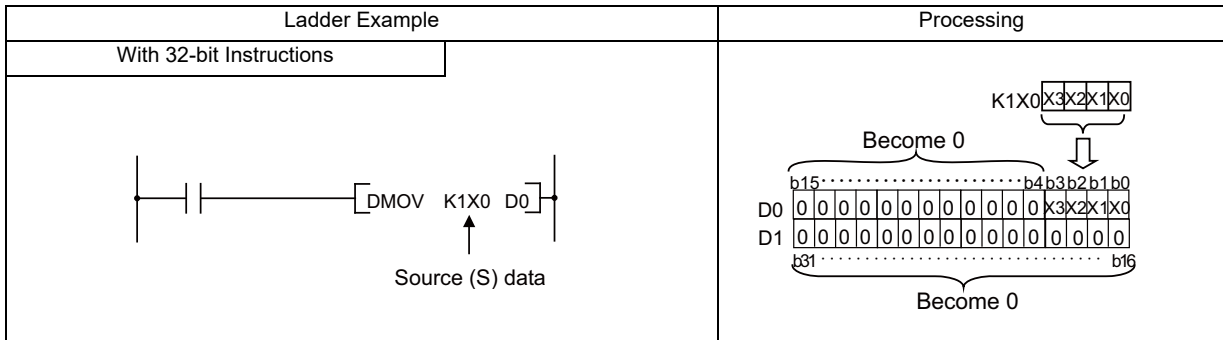 Ladder Example
Processing
With 32-bit Instructions
DMOV K1X0 D0
Source (S) data
K1X0 X3 X2 X1 X0
Become 0
b15 · · · · · · · · · · · · · · · · · · · · · · b4 b3 b2 b1 b0
D0 0 0 0 0 0 0 0 0 0 0 0 0 X3 X2 X1 X0
D1 0 0 0 0 0 0 0 0 0 0 0 0 0 0 0 0
b31 · · · · · · · · · · · · · · · · · · · · · · · · · · · b16
Become 0